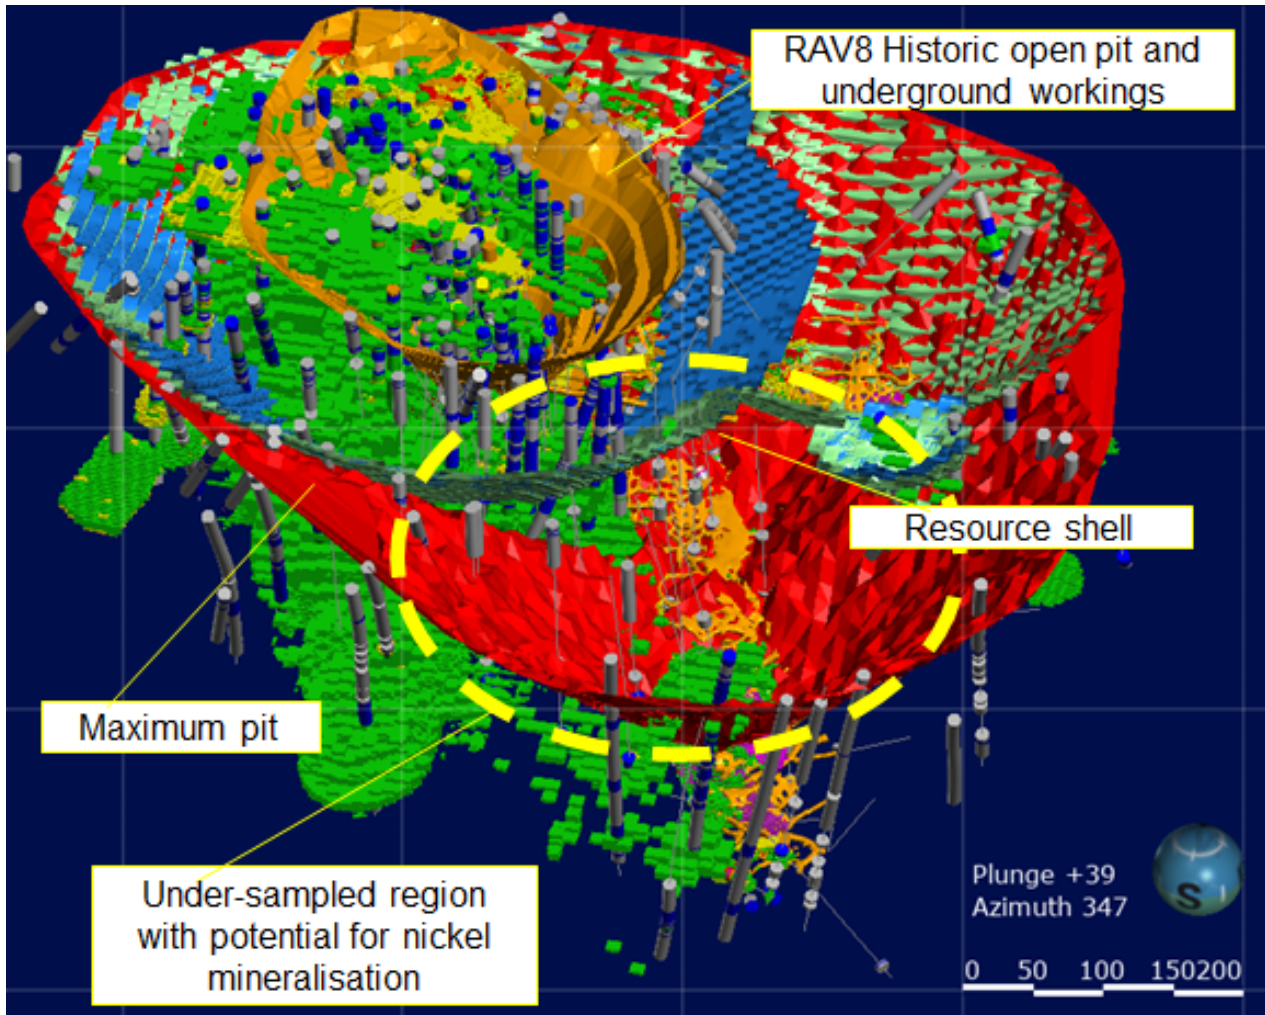 RAV8 Historic open pit and
underground workings
Resource shell
Maximum pit
Under-sampled region
with potential for nickel
mineralisation
Plunge +39
Azimuth 347
S
0 50 100 150200